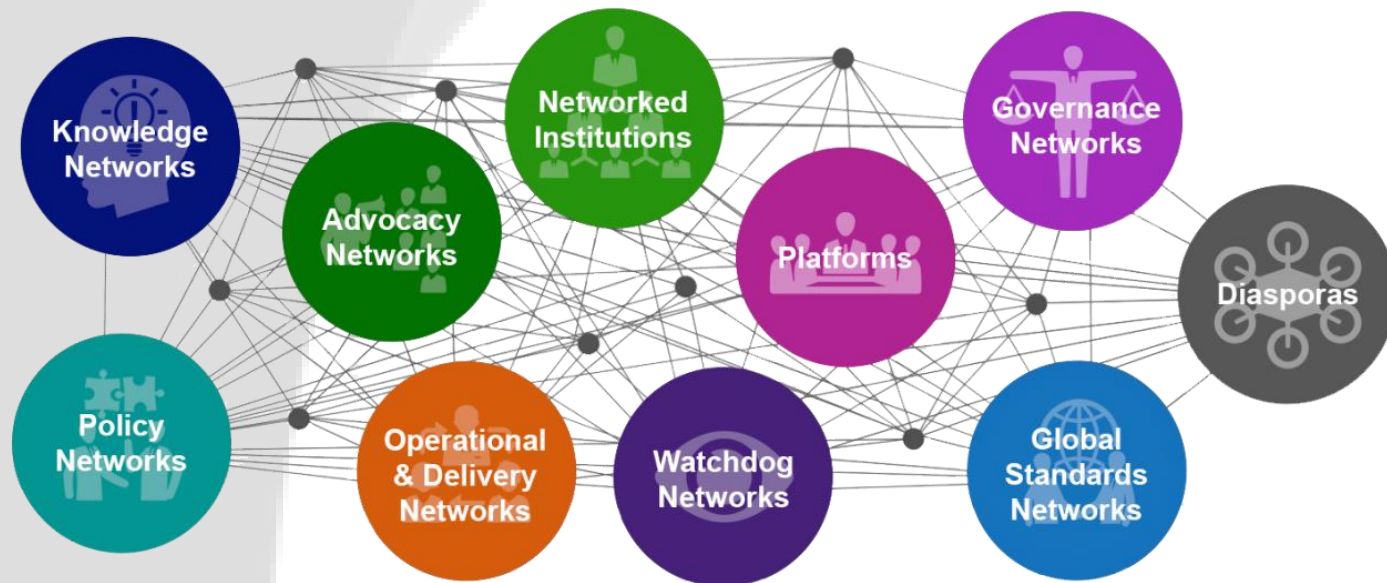 Knowledge
Networks
Advocacy
Networks
Networked
Institutions
Platforms
Governance
Networks
Diasporas
Policy
Networks
Operational
& Delivery
Networks
Watchdog
Networks
Global
Standards
Networks